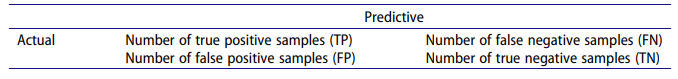 Predictive
Actual Number of true positive samples (TP) Number of false negative samples (FN)
Number of false positive samples (FP) Number of true negative samples (TN)